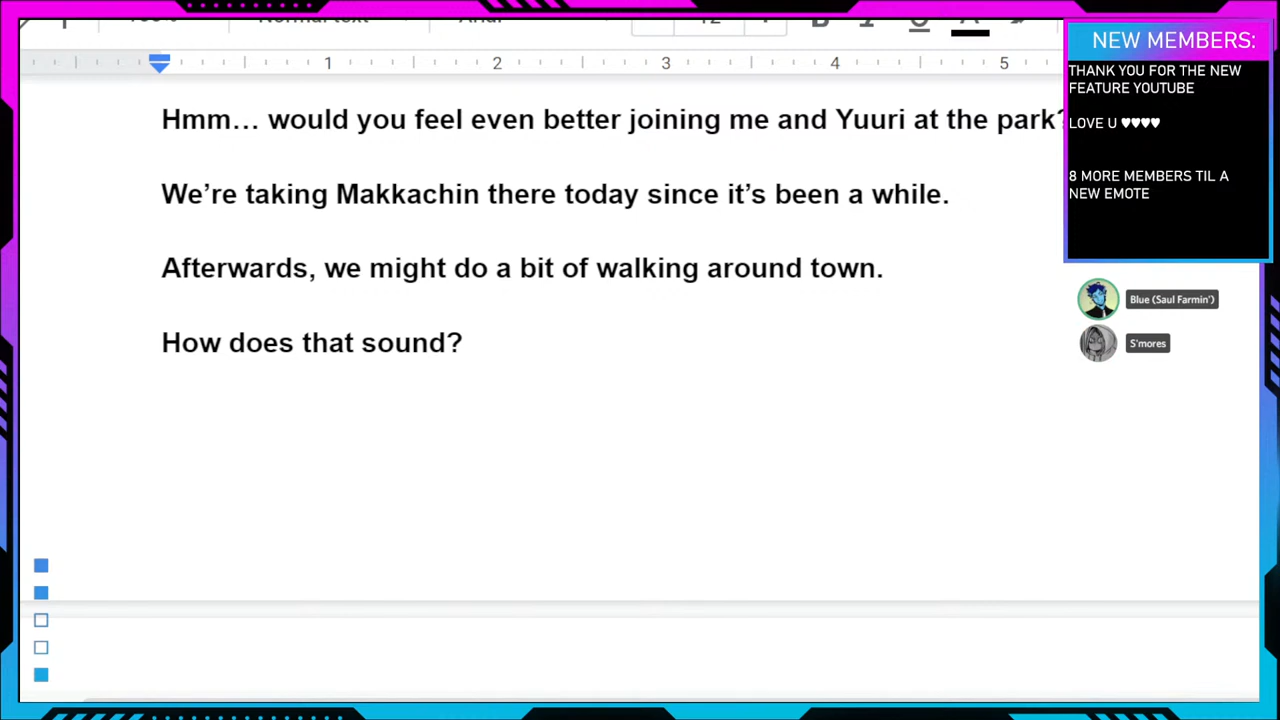 1 2 3 4 5
Hmm… would you feel even better joining me and Yuuri at the park?
We’re taking Makkachin there today since it’s been a while.
Afterwards, we might do a bit of walking around town.
How does that sound?
NEW MEMBERS:
THANK YOU FOR THE NEW
FEATURE YOUTUBE
LOVE U ♥♥♥♥
8 MORE MEMBERS TIL A
NEW EMOTE
Blue (Saul Farmin')
S'mores